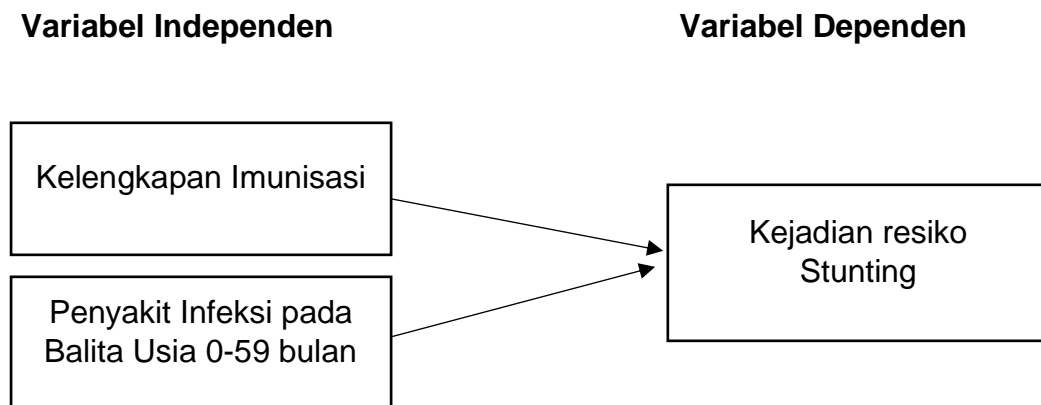 Variabel Independen
Variabel Dependen
Kelengkapan Imunisasi
Penyakit Infeksi pada
Balita Usia 0-59 bulan
Kejadian resiko
Stunting